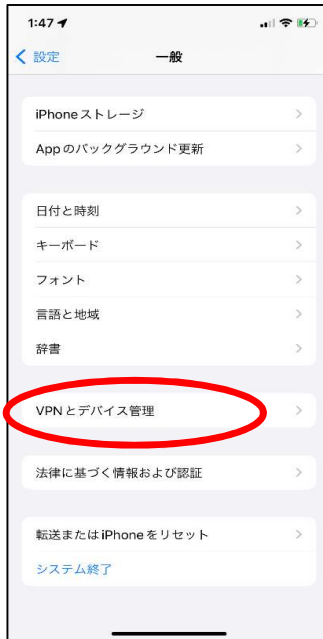 1:47
設定
一般
iPhoneストレージ
Appのバックグラウンド更新
日付と時刻
キーボード
フォント
言語と地域
辞書
VPNとデバイス管理
法律に基づく情報および認証
転送またはiPhoneをリセット
システム終了